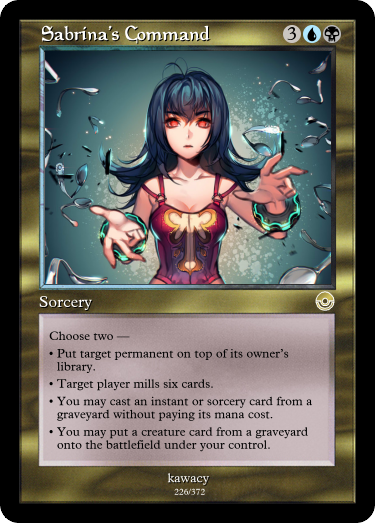 Sabrina's Command 3
Sorcery
Choose two —
• Put target permanent on top of its owner's
library.
• Target player mills six cards.
• You may cast an instant or sorcery card from a
graveyard without paying its mana cost.
• You may put a creature card from a graveyard
onto the battlefield under your control.
kawacy
226/372